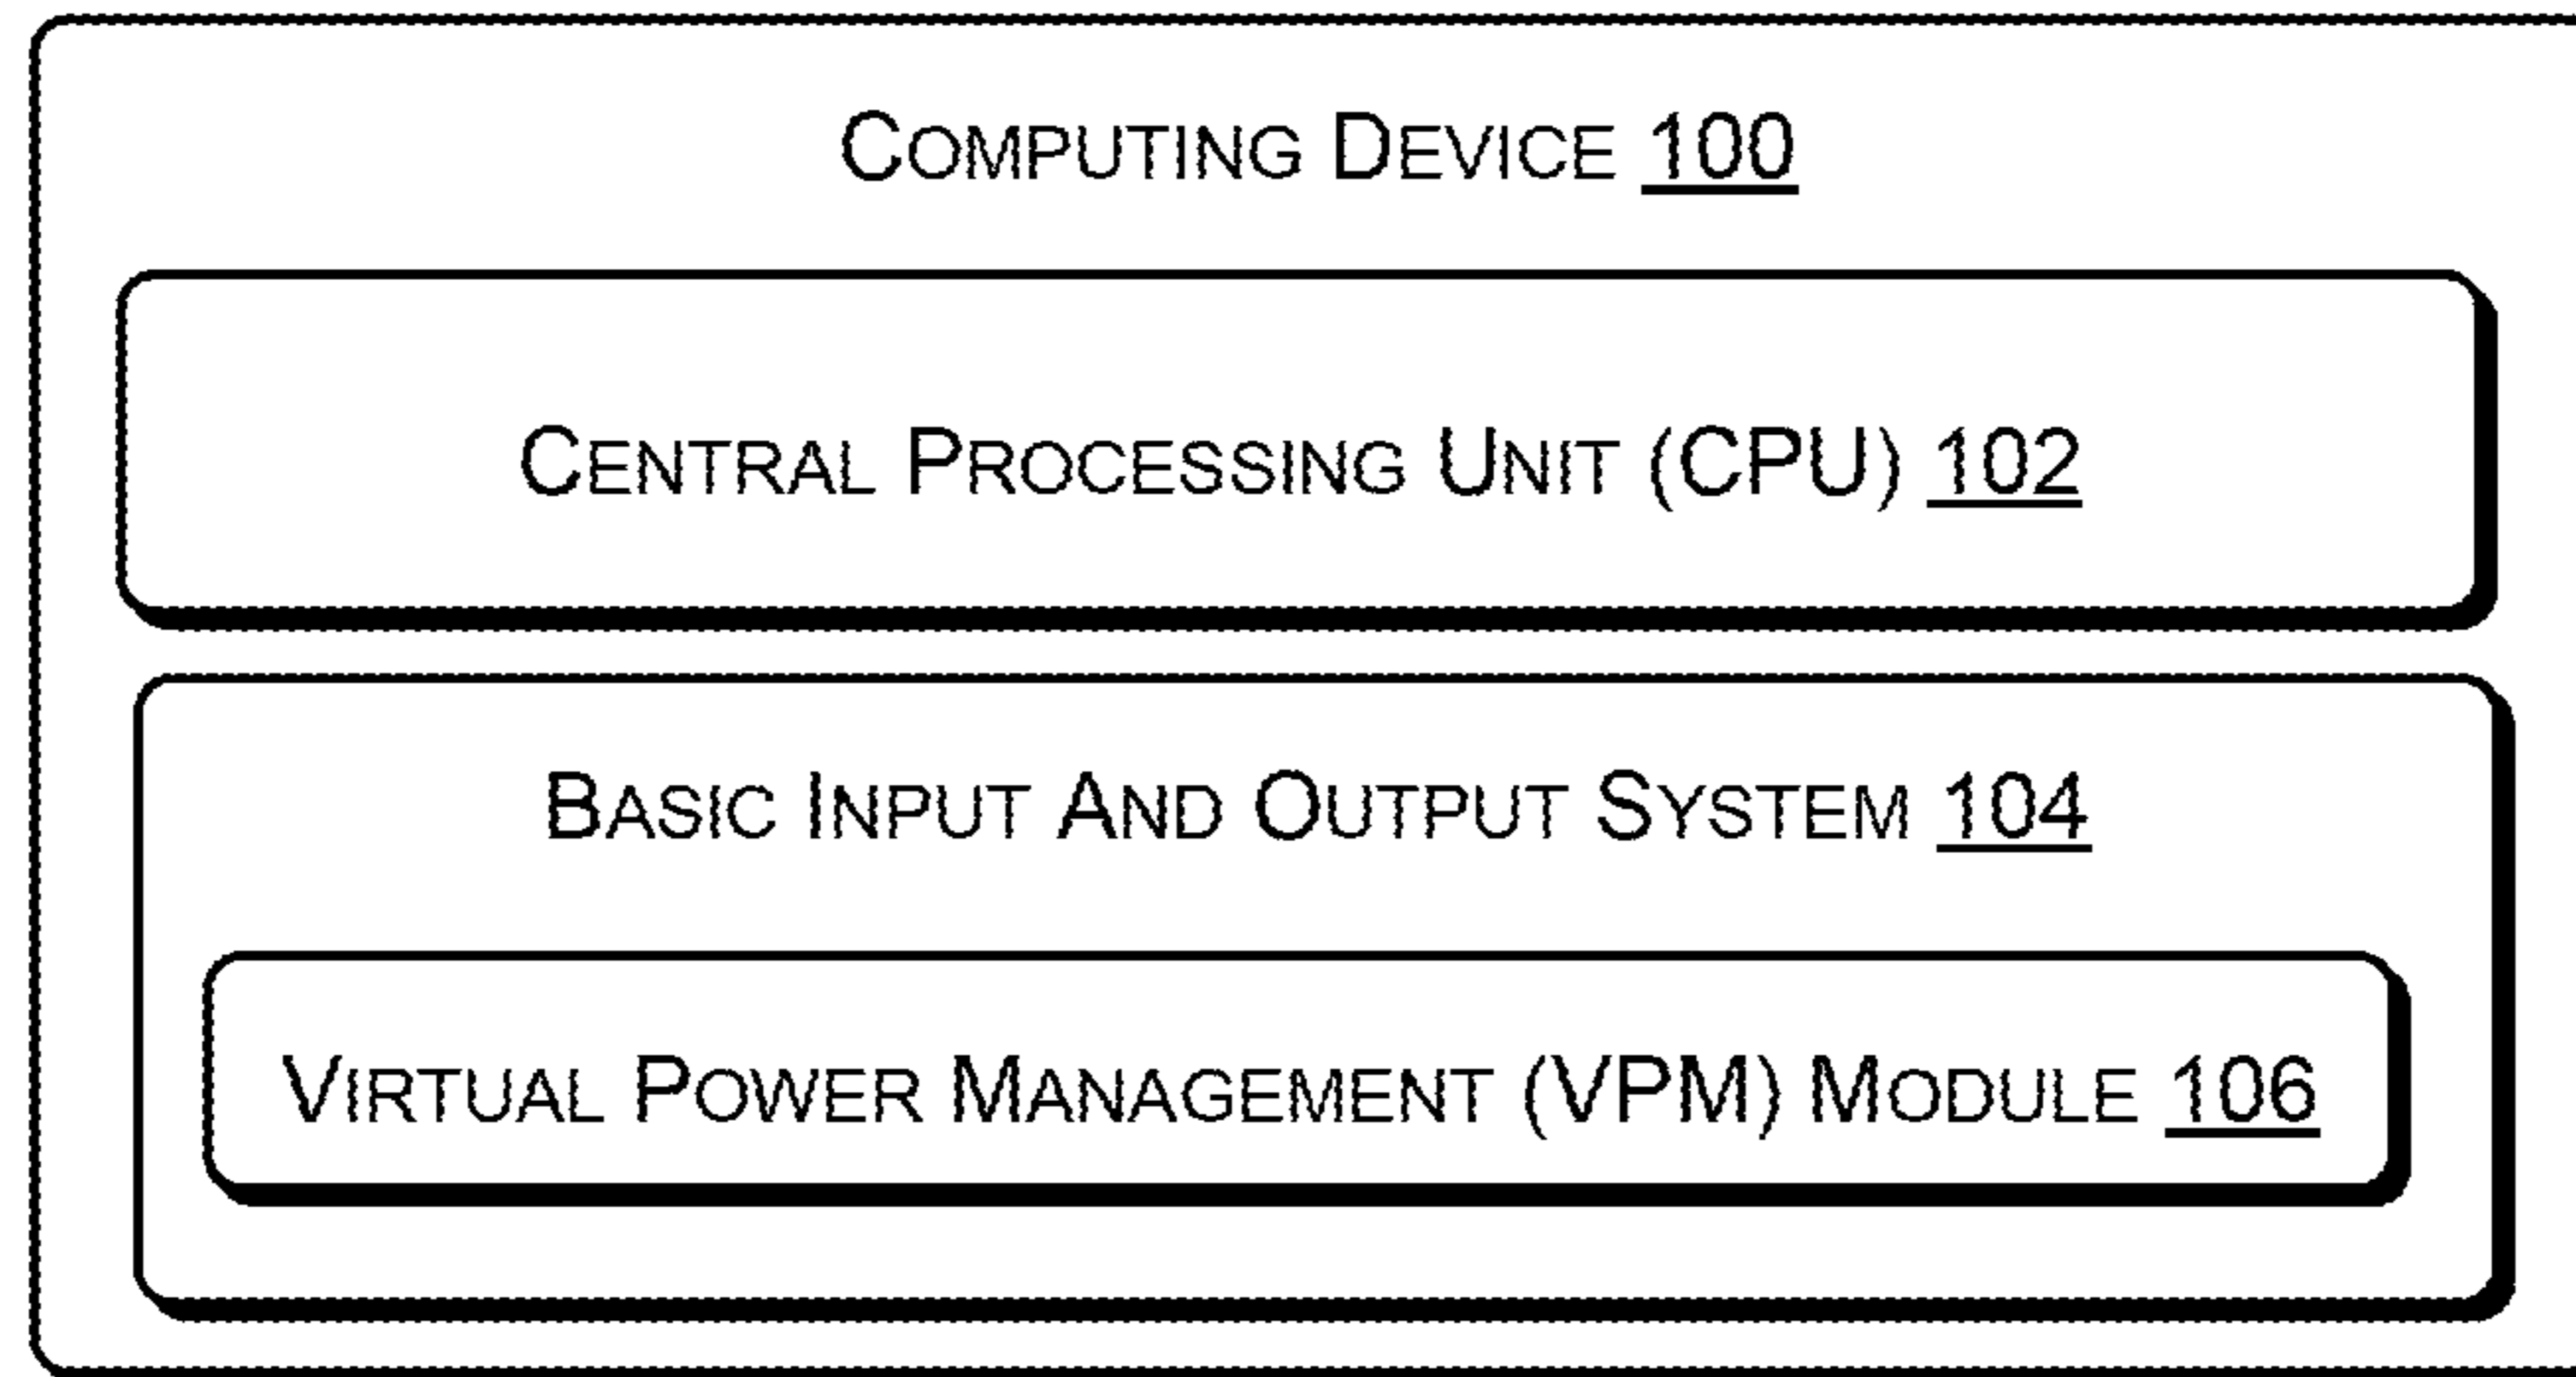 COMPUTING DEVICE 100
CENTRAL PROCESSING UNIT (CPU) 102
BASIC INPUT AND OUTPUT SYSTEM 104
VIRTUAL POWER MANAGEMENT (VPM) MODULE 106